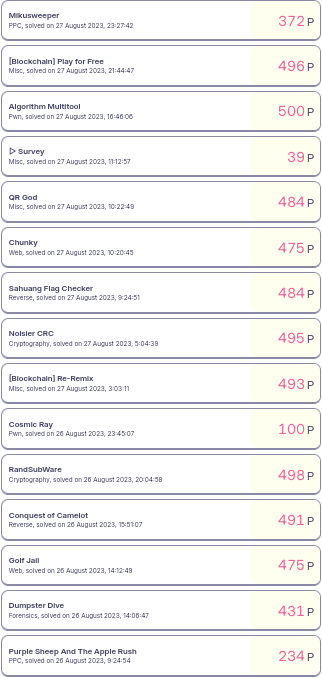 Mikusweeper
PPC, solved on 27 August 2023, 23:27:42
372 P
[Blockchain] Play for Free
Misc, solved on 27 August 2023, 21:44:47
496 P
Algorithm Multitool
Pwn, solved on 27 August 2023, 16:46:06
500 P
▷ Survey
Misc, solved on 27 August 2023, 11:12:57
39 P
QR God
Misc, solved on 27 August 2023, 10:22:49
484 P
Chunky
Web, solved on 27 August 2023, 10:20:45
475 P
Sahuang Flag Checker
Reverse, solved on 27 August 2023, 9:24:51
484 P
Noisier CRC
Cryptography, solved on 27 August 2023, 5:04:39
495 P
[Blockchain] Re-Remix
Misc, solved on 27 August 2023, 3:03:11
493 P
Cosmic Ray
Pwn, solved on 26 August 2023, 23:45:07
100 P
RandSubWare
Cryptography, solved on 26 August 2023, 20:04:58
498 P
Conquest of Camelot
Reverse, solved on 26 August 2023, 15:51:07
491 P
Golf Jail
Web, solved on 26 August 2023, 14:12:49
475 P
Dumpster Dive
Forensics, solved on 26 August 2023, 14:06:47
431 P
Purple Sheep And The Apple Rush
PPC, solved on 26 August 2023, 9:24:54
234 P